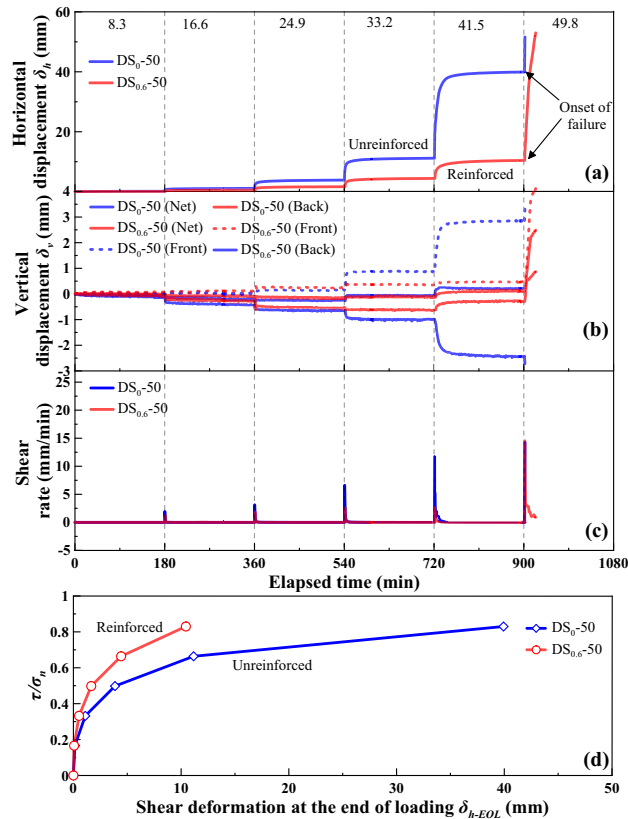 8.3 16.6 24.9 33.2 41.5 49.8
60
40
20
4
Horizontal
displacement δh (mm)
DS0-50
DS0.6-50
Unreinforced
Reinforced
Onset of
failure
(a)
3
2
1
0
-1
-2
-3
Vertical
displacement δv (mm)
DS0-50 (Net) DS0-50 (Back)
DS0.6-50 (Net) DS0.6-50 (Front)
DS0-50 (Front) DS0.6-50 (Back)
(b)
25
20
15
10
5
0
-5
Shear
rate (mm/min)
DS0-50
DS0.6-50
(c)
0 180 360 540 720 900 1080
Elapsed time (min)
1
0.8
0.6
0.4
0.2
0
τ/σn
Reinforced
Unreinforced
DS0-50
DS0.6-50
(d)
0 10 20 30 40 50
Shear deformation at the end of loading δh-EOL (mm)